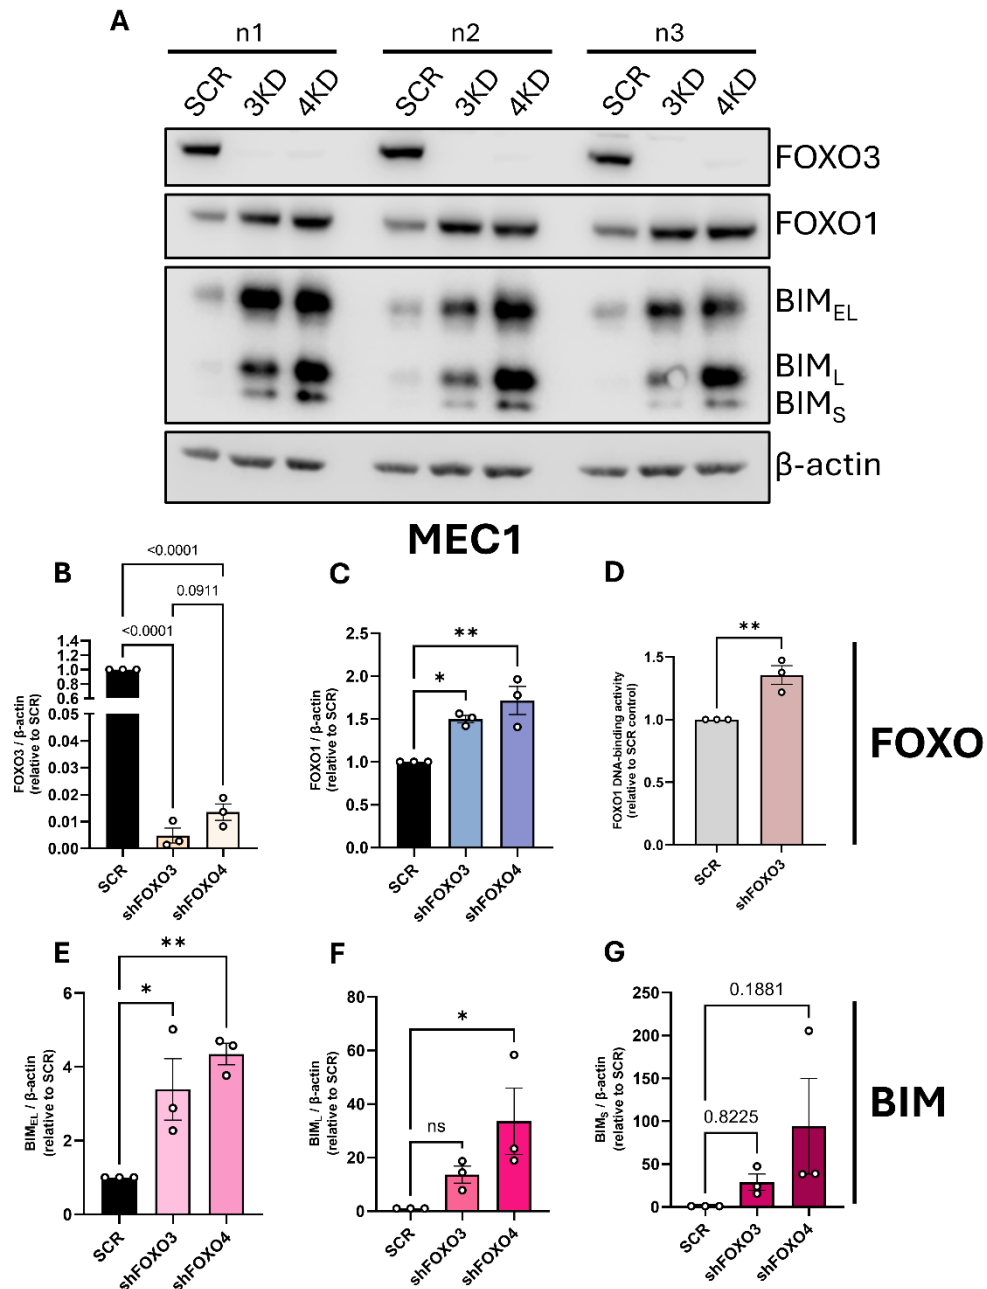 A
n1 n2 n3
SCR 3KD 4KD SCR 3KD 4KD SCR 3KD 4KD
FOXO3
FOXO1
BIM_EL
BIM_L
BIM_S
β-actin
MEC1
B
<0.0001
0.0911
<0.0001
1.4
1.2
1.0
0.8
0.6
0.05
0.04
0.03
0.02
0.01
0.00
FOXO3 / β-actin
(relative to SCR)
SCR
shFOXO3
shFOXO4
C
**
*
2.5
2.0
1.5
1.0
0.5
0.0
FOXO1 / β-actin
(relative to SCR)
SCR
shFOXO3
shFOXO4
D
**
1.5
1.0
0.5
0.0
FOXO1 DNA-binding activity
(relative to SCR control)
SCR
shFOXO3
FOXO
E
**
*
6
4
2
0
BIM_EL / β-actin
(relative to SCR)
SCR
shFOXO3
shFOXO4
F
*
ns
80
60
40
20
0
BIM_L / β-actin
(relative to SCR)
SCR
shFOXO3
shFOXO4
G
0.1881
0.8225
250
200
150
100
50
0
BIM_S / β-actin
(relative to SCR)
SCR
shFOXO3
shFOXO4
BIM